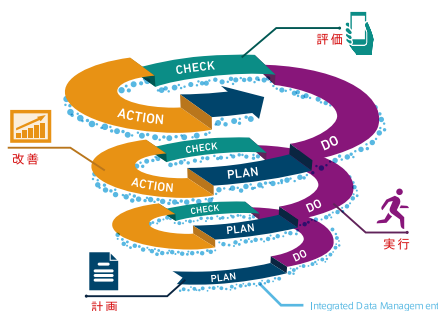 評価
CHECK
ACTION
DO
改善
CHECK
ACTION
PLAN
DO
CHECK
PLAN
実行
DO
PLAN
計画
Integrated Data Management